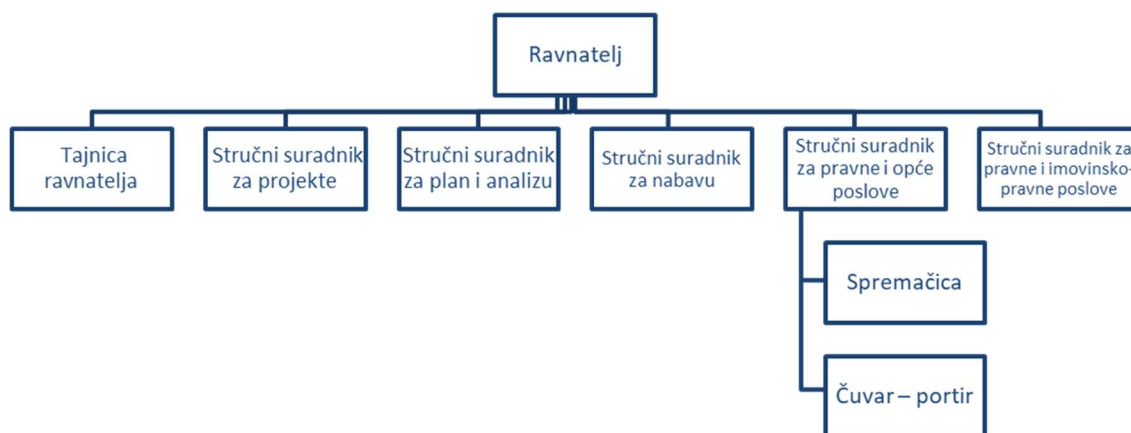 Ravnatelj
Tajnica
ravnatelja
Stručni suradnik
za projekte
Stručni suradnik
za plan i analizu
Stručni suradnik
za nabavu
Stručni suradnik
za pravne i opće
poslove
Stručni suradnik za
pravne i imovinsko-
pravne poslove
Spremačica
Čuvar – portir